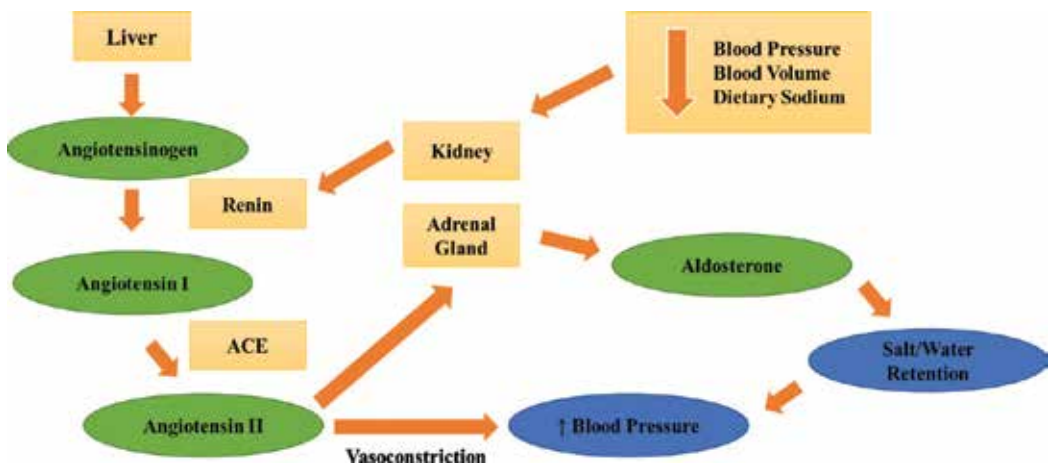 Liver
Blood Pressure
Blood Volume
Dietary Sodium
Angiotensinogen
Kidney
Renin
Adrenal
Gland
Aldosterone
Angiotensin I
ACE
Salt/Water
Retention
Angiotensin II
↑ Blood Pressure
Vasoconstriction